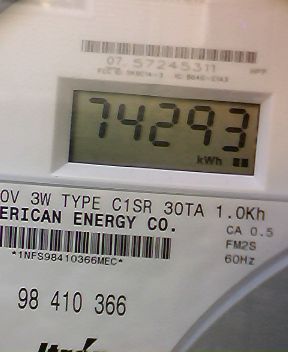 07. 57245311
74293
kWh
0V 3W TYPE C1SR 30TA 1.0Kh
ERICAN ENERGY CO.
CA 0.5
FM2S
*1NFS98410366MEC*
60Hz
98 410 366
Itrón